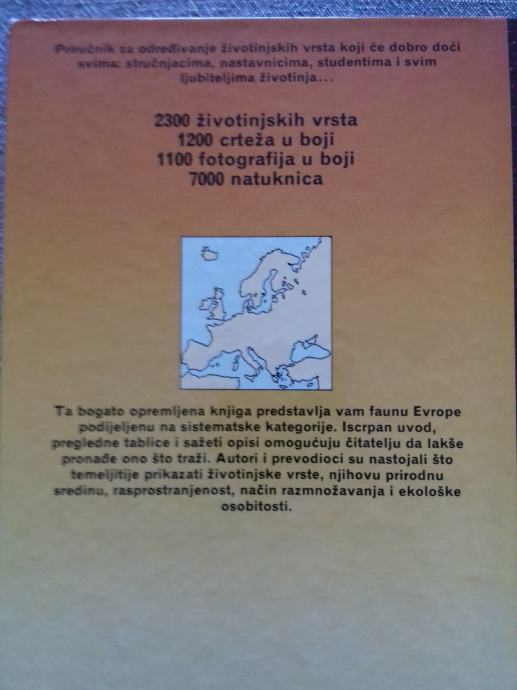 Priručnik za određivanje životinjskih vrsta koji će dobro doći
svima: stručnjacima, nastavnicima, studentima i svim
ljubiteljima životinja...
2300 životinjskih vrsta
1200 crteža u boji
1100 fotografija u boji
7000 natuknica
Ta bogato opremljena knjiga predstavlja vam faunu Evrope
podijeljenu na sistematske kategorije. Iscrpan uvod,
pregledne tablice i sažeti opisi omogućuju čitatelju da lakše
pronađe ono što traži. Autori i prevodioci su nastojali što
temeljitije prikazati životinjske vrste, njihovu prirodnu
sredinu, rasprostranjenost, način razmnožavanja i ekološke
osobitosti.